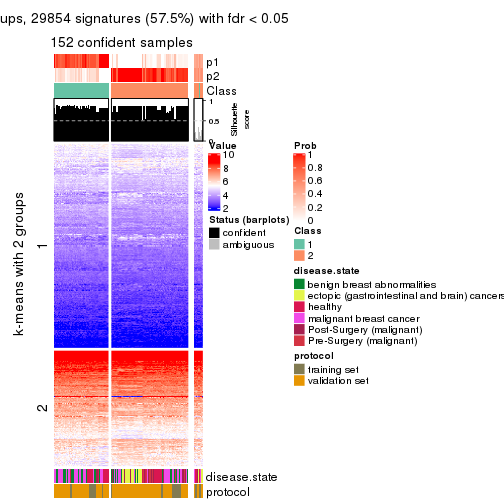 ups, 29854 signatures (57.5%) with fdr < 0.05
152 confident samples
p1
p2
Class
1
0.5
0
Silhouette
score
k-means with 2 groups
1
2
Value
10
8
6
4
2
Status (barplots)
confident
ambiguous
Prob
1
0.8
0.6
0.4
0.2
0
Class
1
2
disease.state
benign breast abnormalities
ectopic (gastrointestinal and brain) cancers
healthy
malignant breast cancer
Post-Surgery (malignant)
Pre-Surgery (malignant)
protocol
training set
validation set
disease.state
protocol